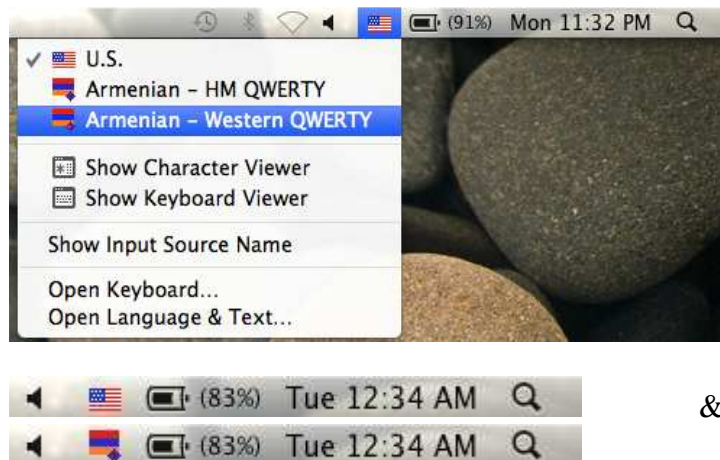 (91%) Mon 11:32 PM
✓ U.S.
Armenian – HM QWERTY
Armenian – Western QWERTY
Show Character Viewer
Show Keyboard Viewer
Show Input Source Name
Open Keyboard...
Open Language & Text...
(83%) Tue 12:34 AM
&
(83%) Tue 12:34 AM